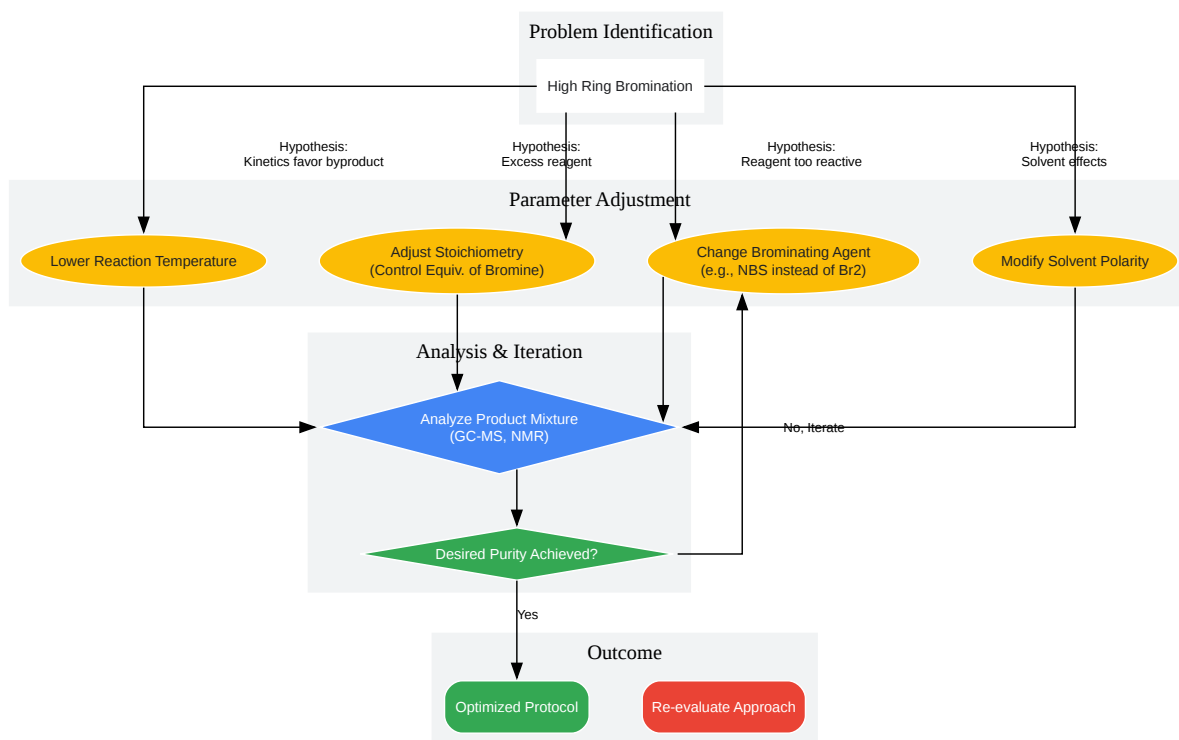 Problem Identification
High Ring Bromination
Hypothesis:
Kinetics favor byproduct
Hypothesis:
Excess reagent
Hypothesis:
Reagent too reactive
Hypothesis:
Solvent effects
Parameter Adjustment
Lower Reaction Temperature
Adjust Stoichiometry
(Control Equiv. of Bromine)
Change Brominating Agent
(e.g., NBS instead of Br2)
Modify Solvent Polarity
Analysis & Iteration
Analyze Product Mixture
(GC-MS, NMR)
No, Iterate
Desired Purity Achieved?
Yes
Outcome
Optimized Protocol
Re-evaluate Approach